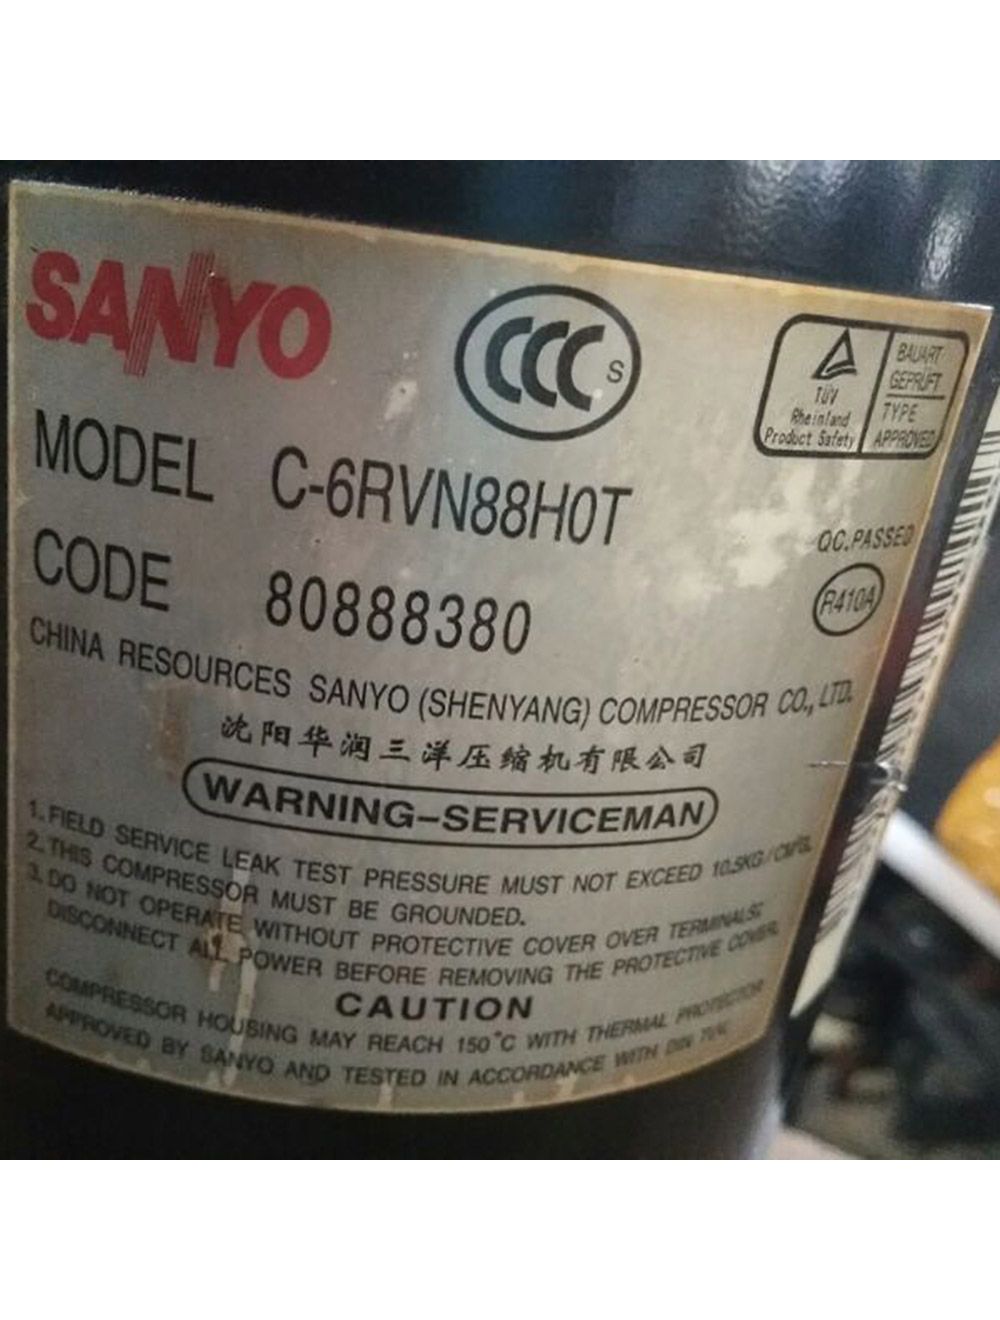 SANYO
CCC S
TÜV
Rheinland
Product Safety
BAUART
GEPRÜFT
TYPE
APPROVED
MODEL C-6RVN88H0T
QC.PASSED
CODE 80888380
R410A
CHINA RESOURCES SANYO (SHENYANG) COMPRESSOR CO., LTD.
沈阳华润三洋压缩机有限公司
WARNING-SERVICEMAN
1. FIELD SERVICE LEAK TEST PRESSURE MUST NOT EXCEED 10.5KG/CM²G.
2. THIS COMPRESSOR MUST BE GROUNDED.
3. DO NOT OPERATE WITHOUT PROTECTIVE COVER OVER TERMINALS;
DISCONNECT ALL POWER BEFORE REMOVING THE PROTECTIVE COVER.
CAUTION
COMPRESSOR HOUSING MAY REACH 150°C WITH THERMAL PROTECTOR
APPROVED BY SANYO AND TESTED IN ACCORDANCE WITH DIN